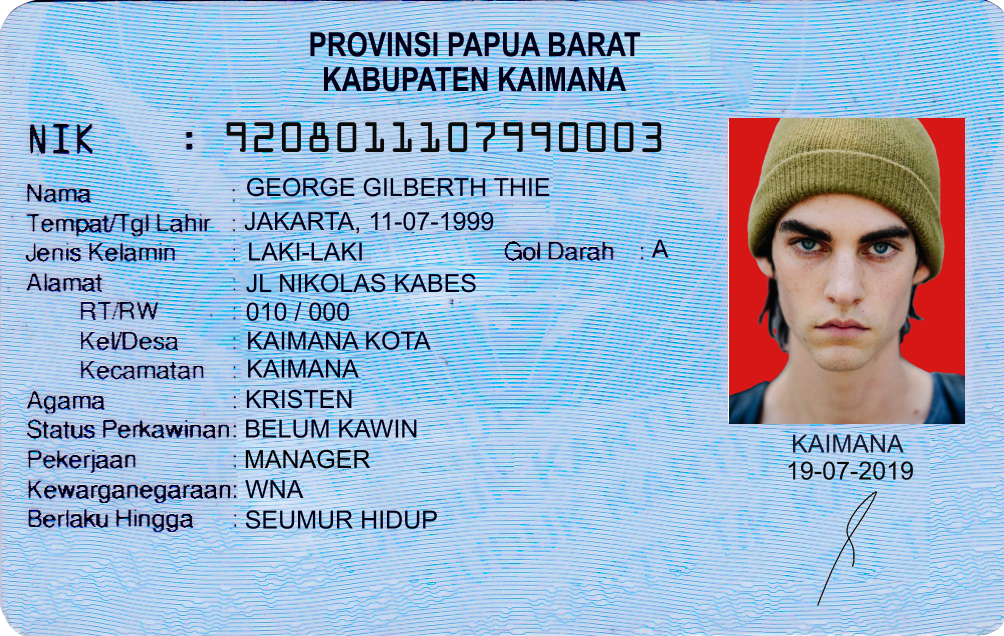 PROVINSI PAPUA BARAT
KABUPATEN KAIMANA
NIK : 9208011107990003
Nama : GEORGE GILBERTH THIE
Tempat/Tgl Lahir : JAKARTA, 11-07-1999
Jenis Kelamin : LAKI-LAKI Gol Darah : A
Alamat : JL NIKOLAS KABES
RT/RW : 010 / 000
Kel/Desa : KAIMANA KOTA
Kecamatan : KAIMANA
Agama : KRISTEN
Status Perkawinan: BELUM KAWIN
Pekerjaan : MANAGER
Kewarganegaraan: WNA
Berlaku Hingga : SEUMUR HIDUP
KAIMANA
19-07-2019